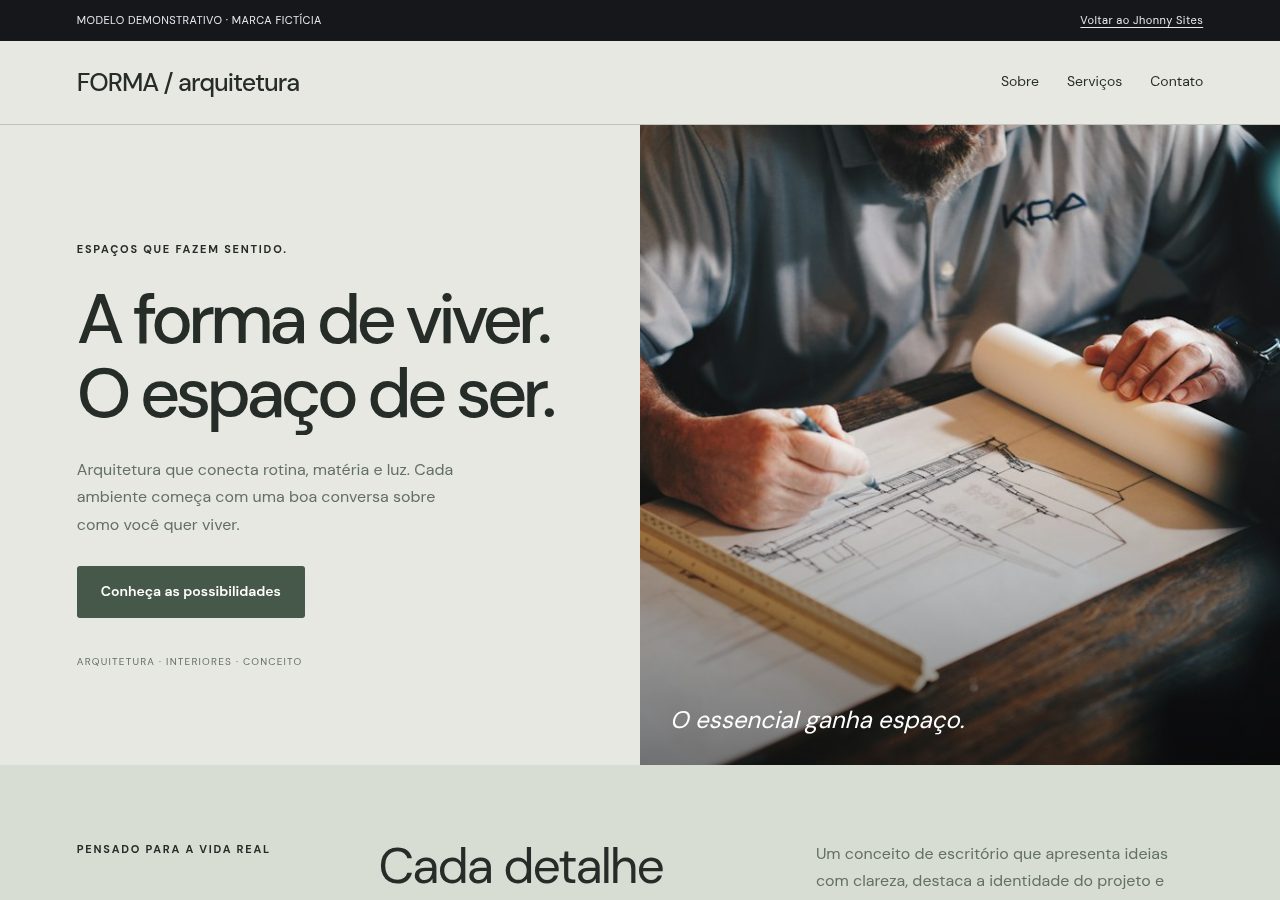 MODELO DEMONSTRATIVO · MARCA FICTÍCIA
Voltar ao Jhonny Sites
FORMA / arquitetura
Sobre
Serviços
Contato
ESPAÇOS QUE FAZEM SENTIDO.
A forma de viver.
O espaço de ser.
Arquitetura que conecta rotina, matéria e luz. Cada
ambiente começa com uma boa conversa sobre
como você quer viver.
Conheça as possibilidades
ARQUITETURA · INTERIORES · CONCEITO
KRA
O essencial ganha espaço.
PENSADO PARA A VIDA REAL
Cada detalhe
Um conceito de escritório que apresenta ideias
com clareza, destaca a identidade do projeto e